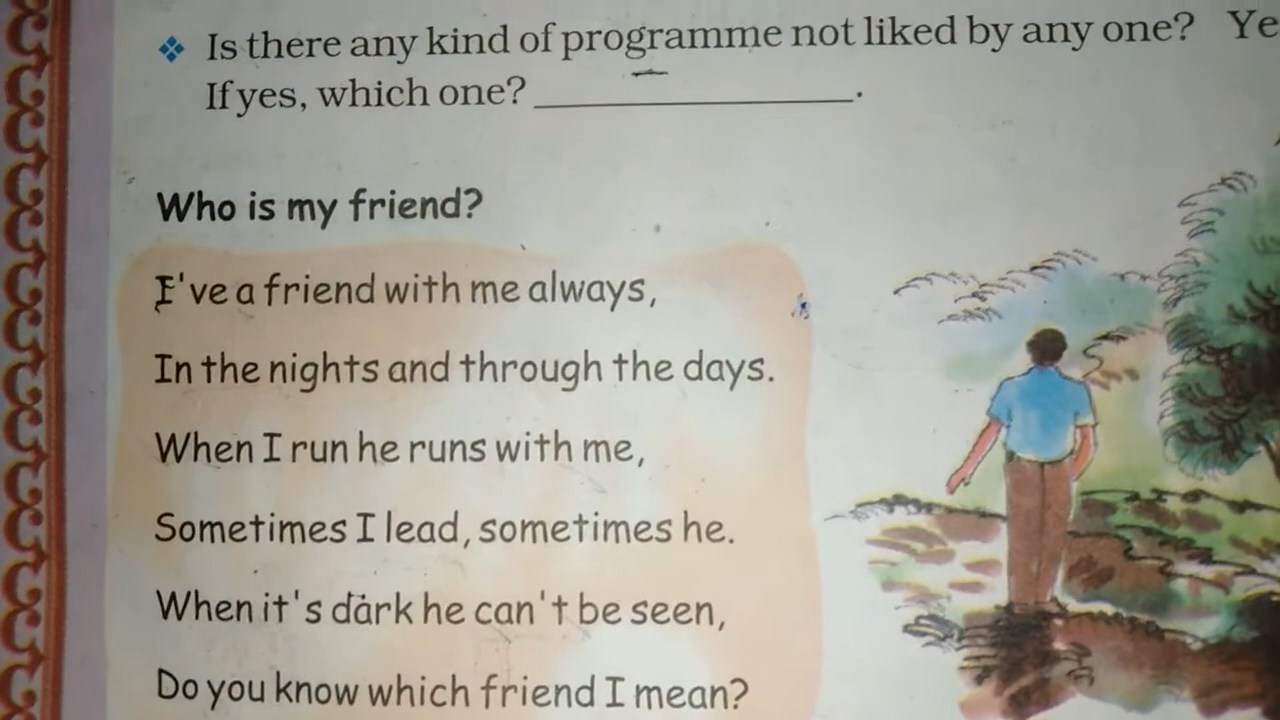 ❖ Is there any kind of programme not liked by any one? Ye
If yes, which one? ____________________.
Who is my friend?
I've a friend with me always,
In the nights and through the days.
When I run he runs with me,
Sometimes I lead, sometimes he.
When it's dark he can't be seen,
Do you know which friend I mean?